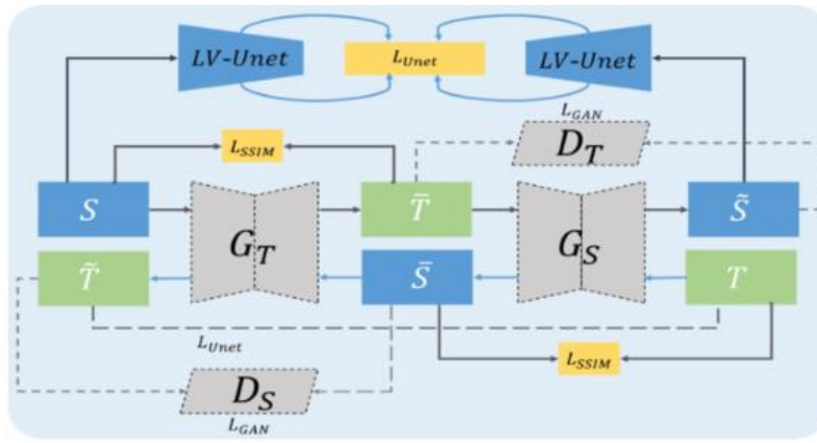 LV-Unet
L_Unet
LV-Unet
L_GAN
D_T
L_SSIM
S
G_T
T̄
G_S
S̃
T̃
S̄
T
L_Unet
L_SSIM
D_S
L_GAN